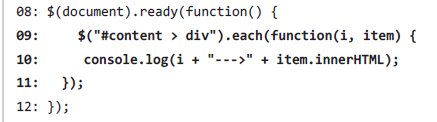 08: $(document).ready(function() {
09:     $("#content > div").each(function(i, item) {
10:      console.log(i + "--->" + item.innerHTML);
11:   });
12: });